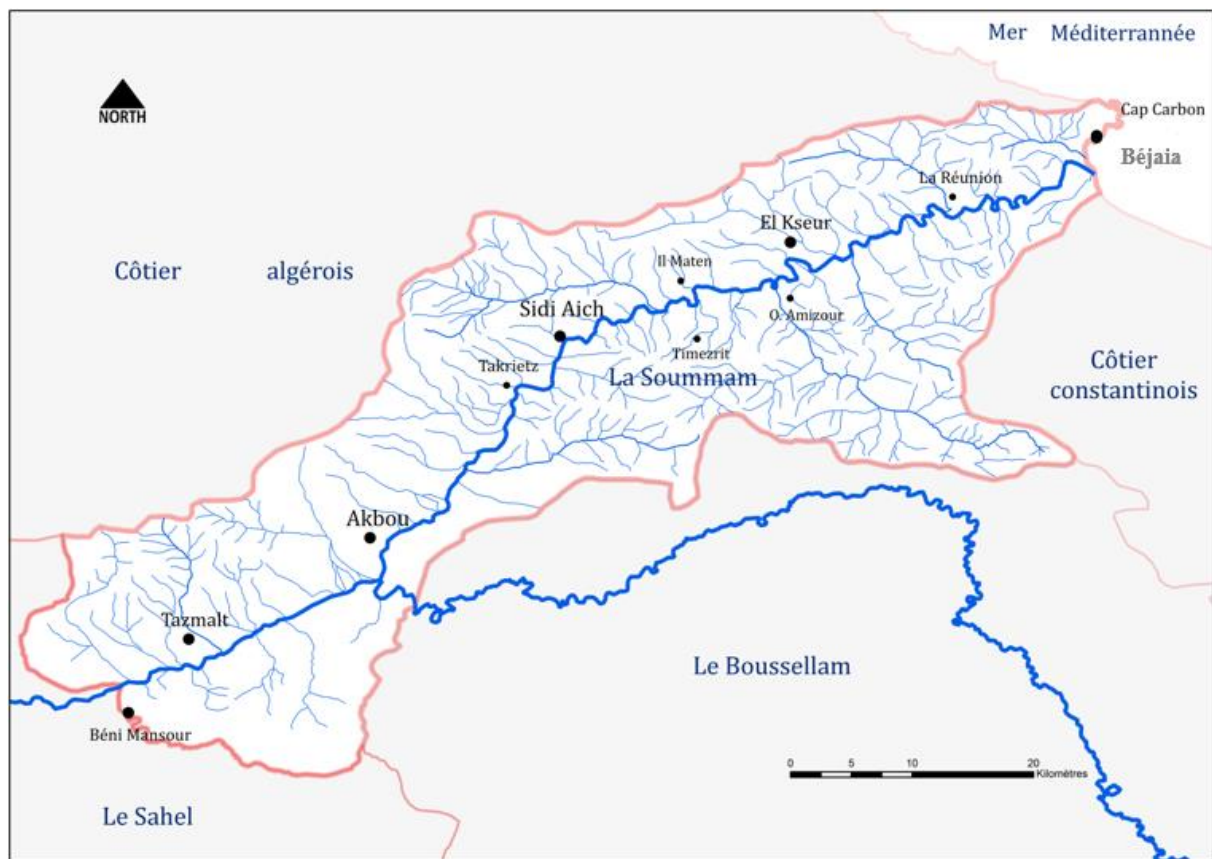 Mer Méditerrannée
NORTH
Cap Carbon
Béjaia
La Réunion
El Kseur
Côtier algérois
Il Maten
O. Amizour
Sidi Aich
Timezrit
Takrietz
La Soummam
Côtier
constantinois
Akbou
Tazmalt
Le Boussellam
Béni Mansour
0 5 10 20
Kilomètres
Le Sahel